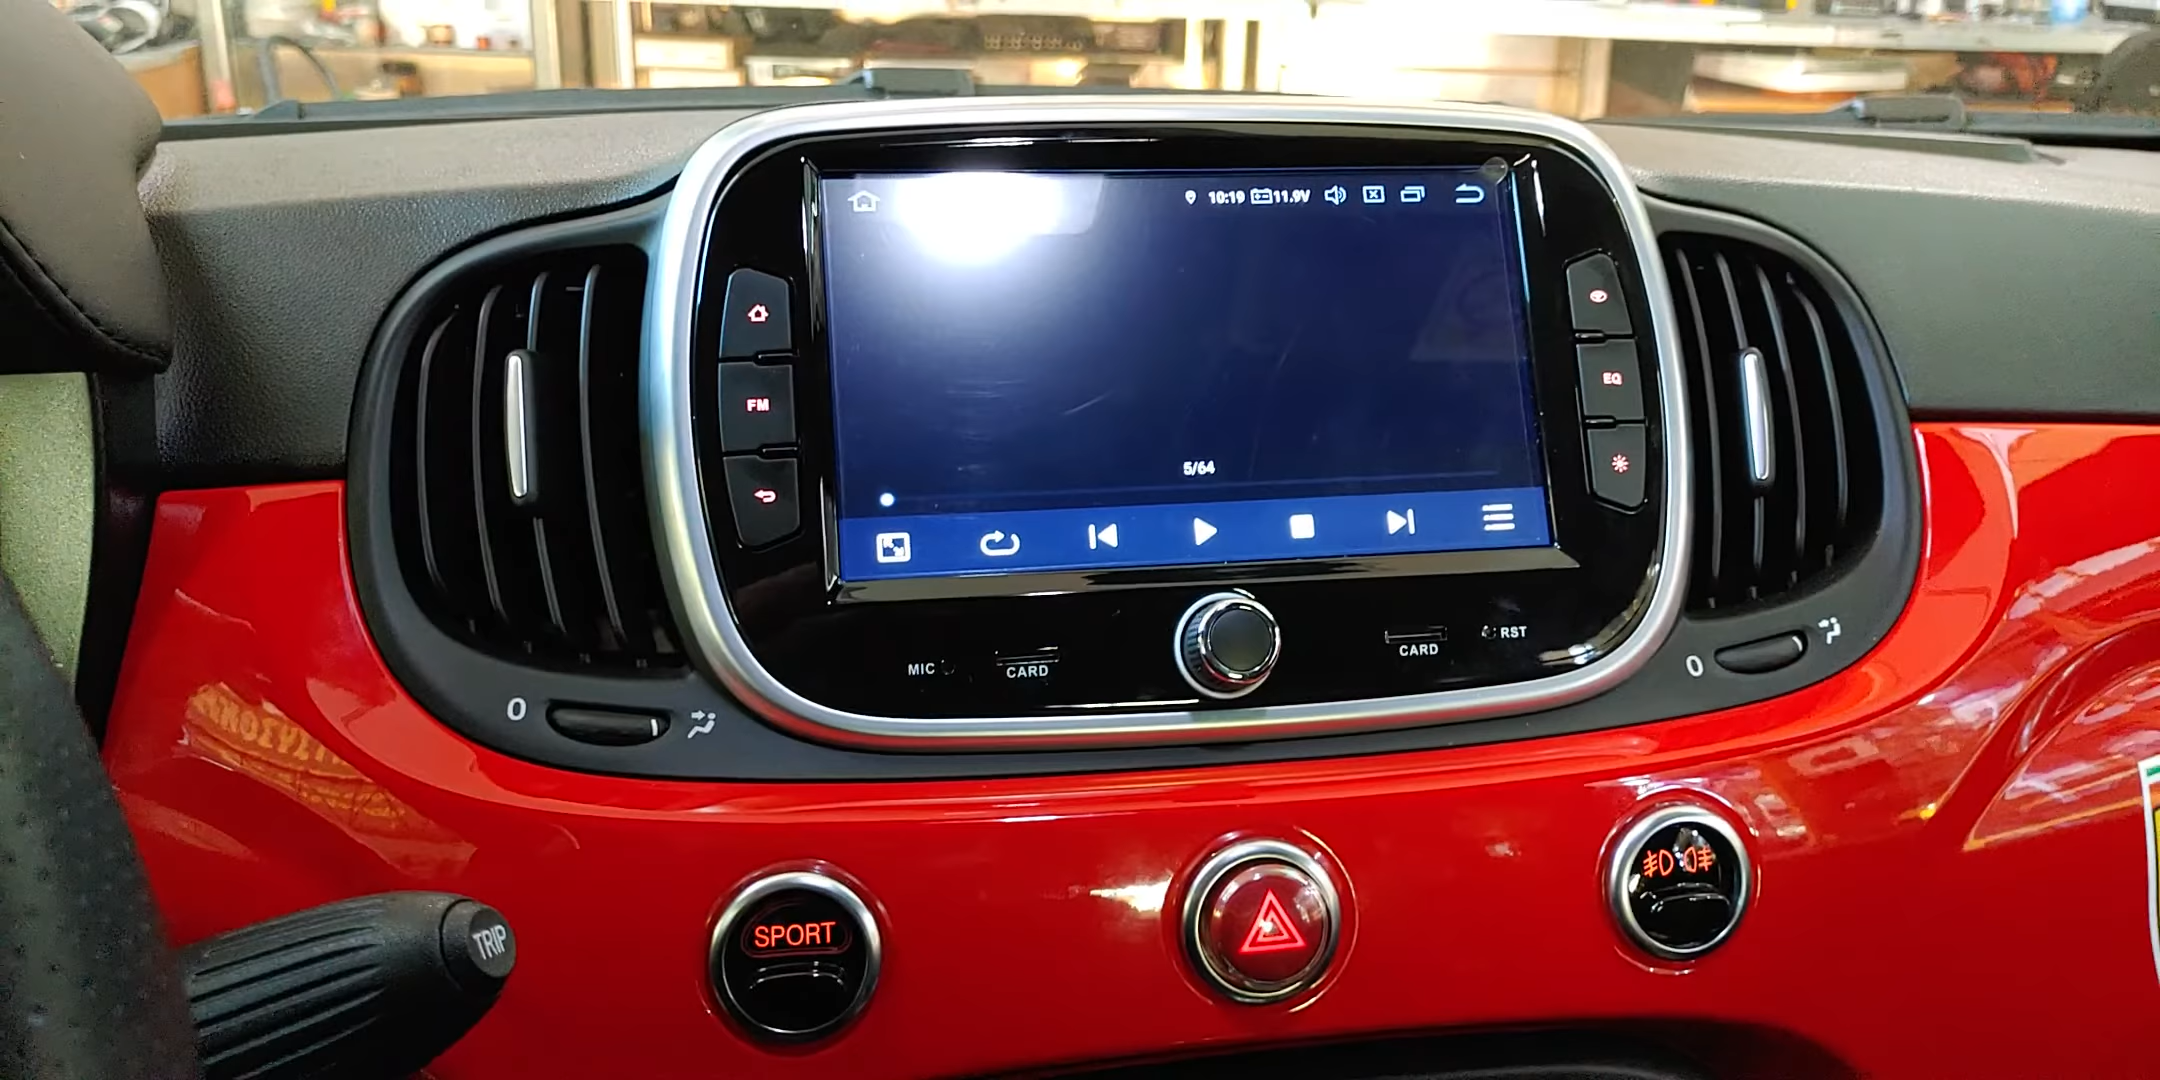 10:19 11.9V
FM
EQ
5/64
MIC
CARD
CARD
RST
0
0
SPORT
TRIP